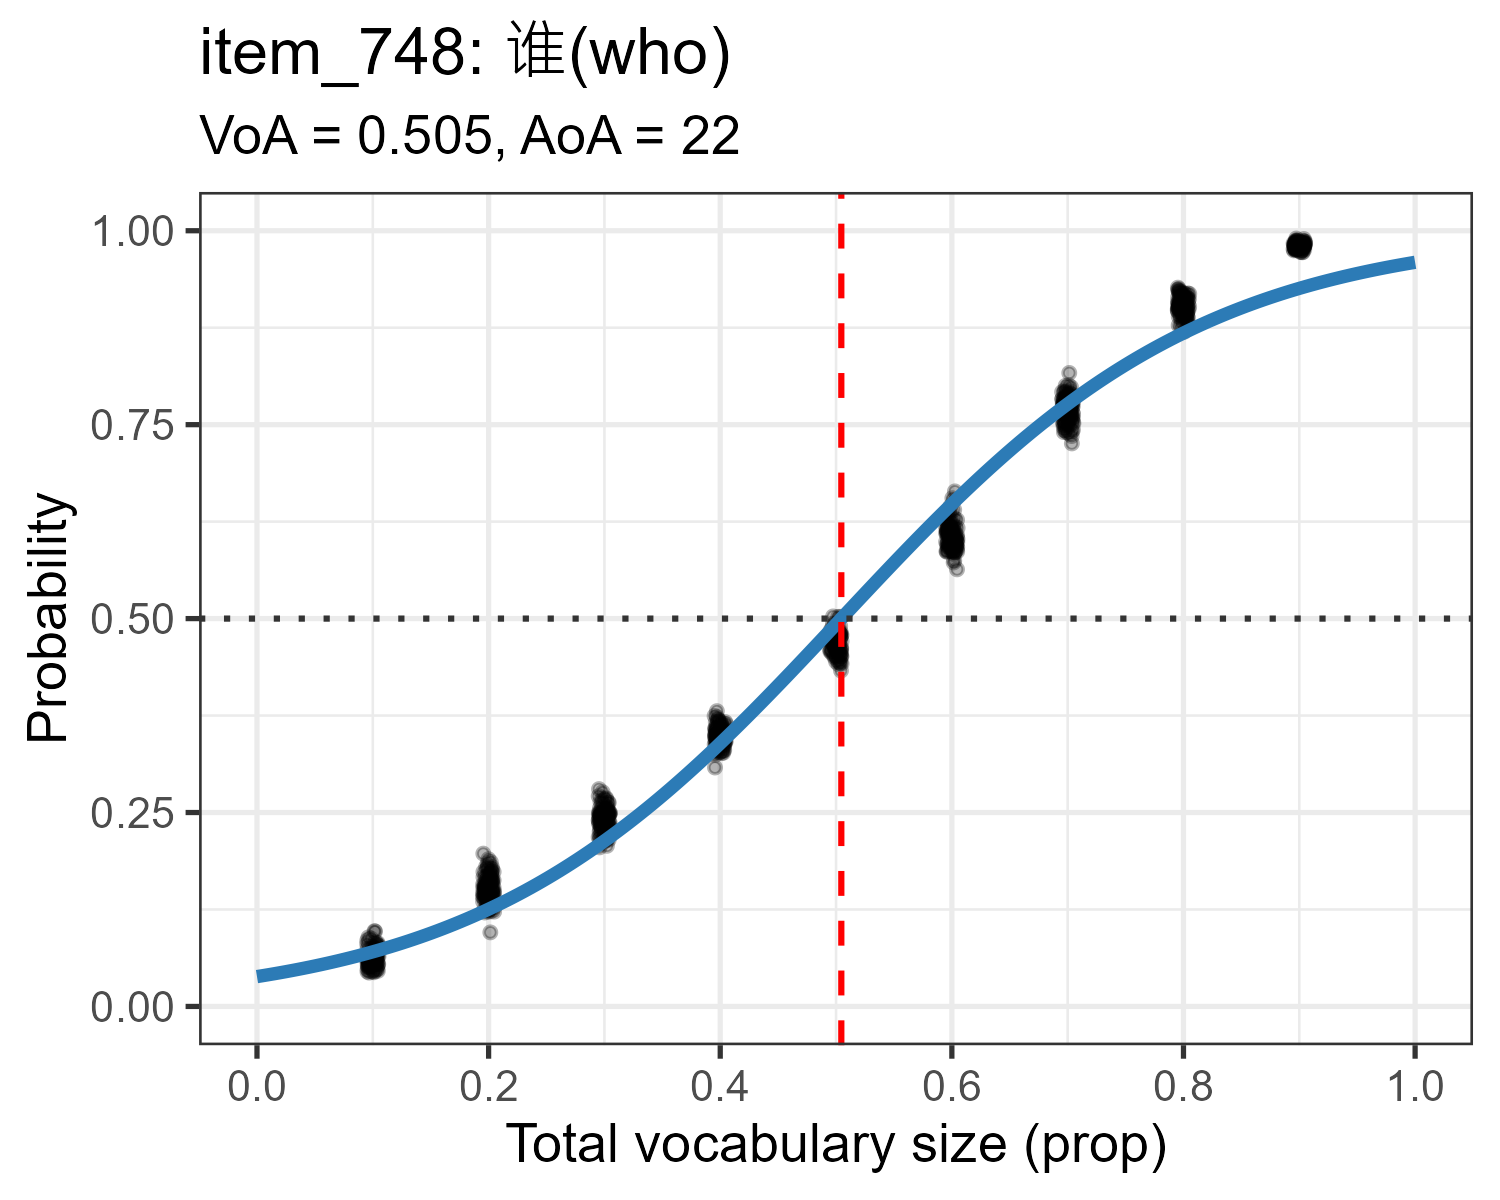 item_748: 谁(who)
VoA = 0.505, AoA = 22
1.00
0.75
0.50
0.25
0.00
Probability
0.0 0.2 0.4 0.6 0.8 1.0
Total vocabulary size (prop)